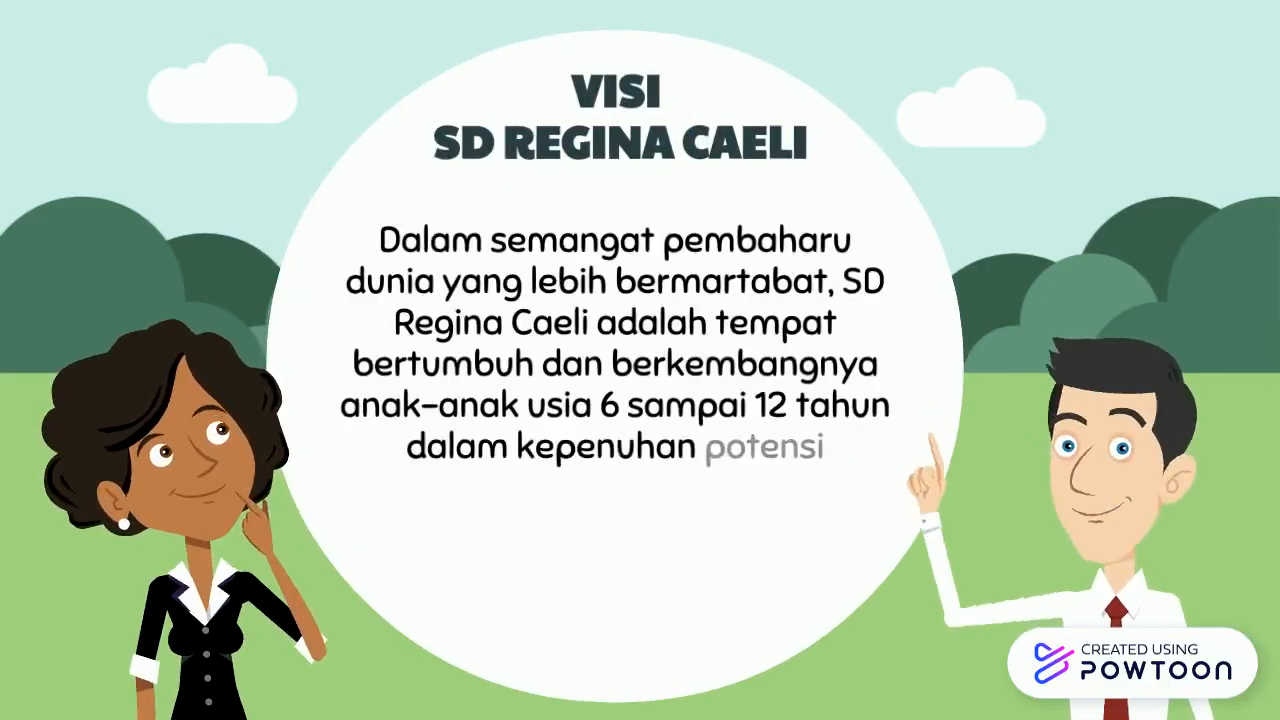 VISI
SD REGINA CAELI
Dalam semangat pembaharu
dunia yang lebih bermartabat, SD
Regina Caeli adalah tempat
bertumbuh dan berkembangnya
anak-anak usia 6 sampai 12 tahun
dalam kepenuhan potensi
CREATED USING
POWTOON